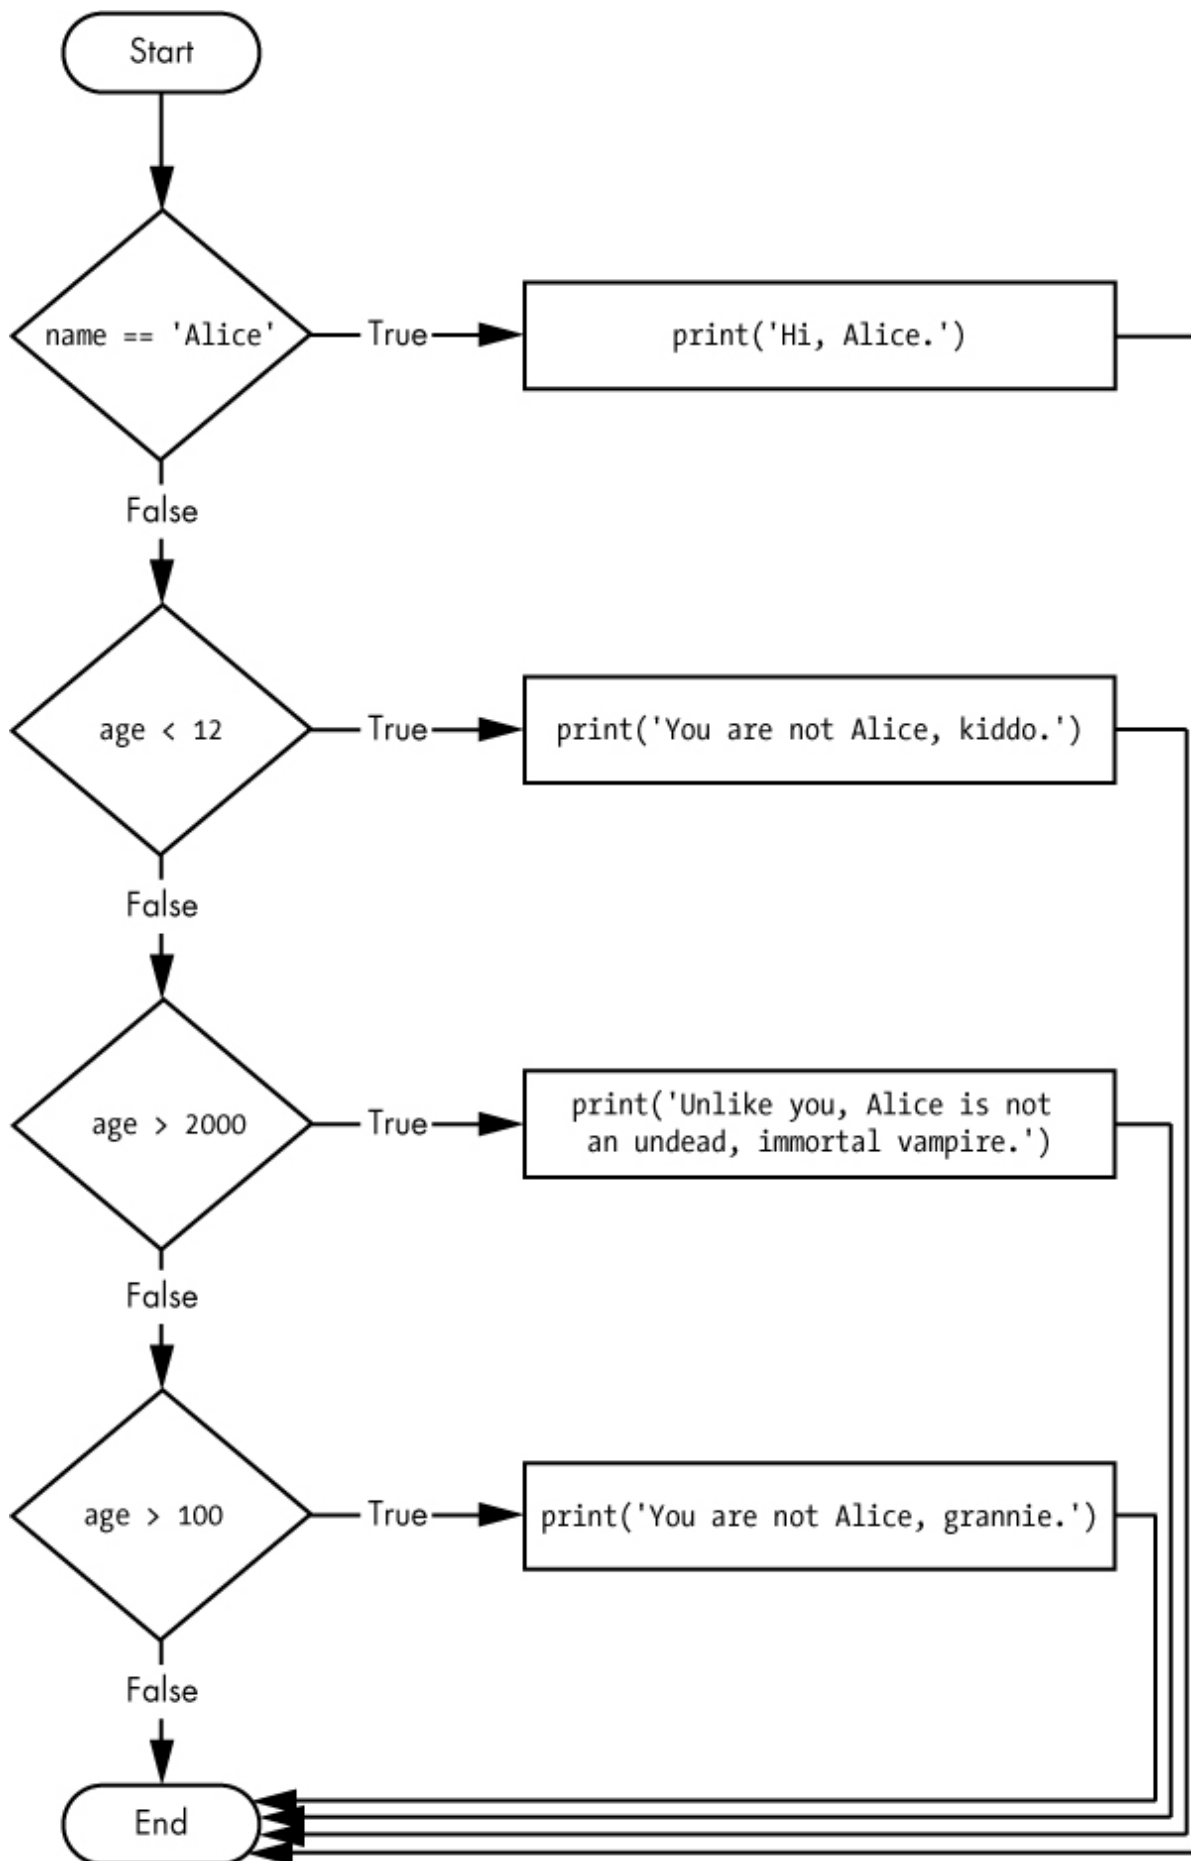 Start
name == 'Alice'
True
print('Hi, Alice.')
False
age < 12
True
print('You are not Alice, kiddo.')
False
age > 2000
True
print('Unlike you, Alice is not
an undead, immortal vampire.')
False
age > 100
True
print('You are not Alice, grannie.')
False
End